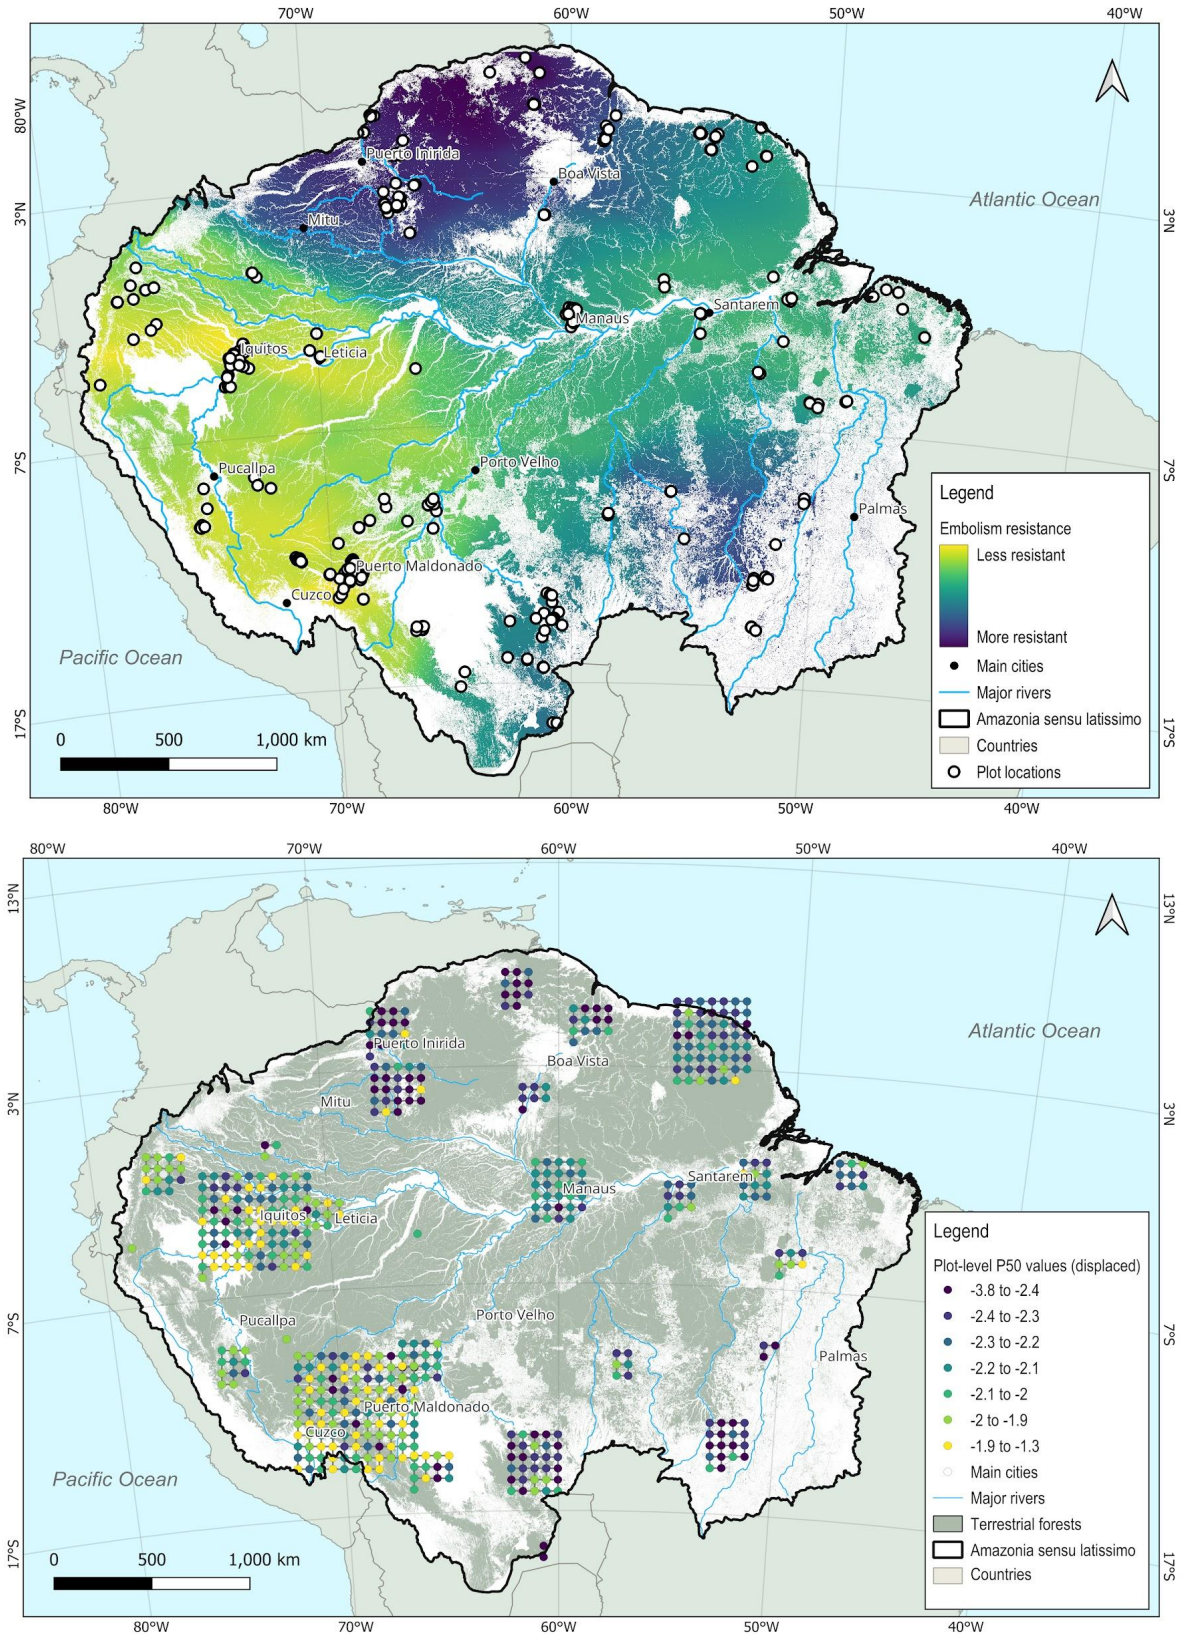 70°W
60°W
50°W
40°W
80°W
3°N
7°S
17°S
3°N
7°S
17°S
Puerto Inirida
Boa Vista
Atlantic Ocean
Mitu
Santarem
Manaus
Iquitos
Leticia
Pucallpa
Porto Velho
Palmas
Puerto Maldonado
Cuzco
Pacific Ocean
0
500
1,000 km
Legend
Embolism resistance
Less resistant
More resistant
Main cities
Major rivers
Amazonia sensu latissimo
Countries
Plot locations
80°W
70°W
60°W
50°W
40°W
80°W
70°W
60°W
50°W
40°W
13°N
3°N
7°S
17°S
13°N
3°N
7°S
17°S
Atlantic Ocean
Puerto Inirida
Boa Vista
Mitu
Santarem
Manaus
Iquitos
Leticia
Pucallpa
Porto Velho
Palmas
Puerto Maldonado
Cuzco
Pacific Ocean
0
500
1,000 km
Legend
Plot-level P50 values (displaced)
-3.8 to -2.4
-2.4 to -2.3
-2.3 to -2.2
-2.2 to -2.1
-2.1 to -2
-2 to -1.9
-1.9 to -1.3
Main cities
Major rivers
Terrestrial forests
Amazonia sensu latissimo
Countries
80°W
70°W
60°W
50°W
40°W